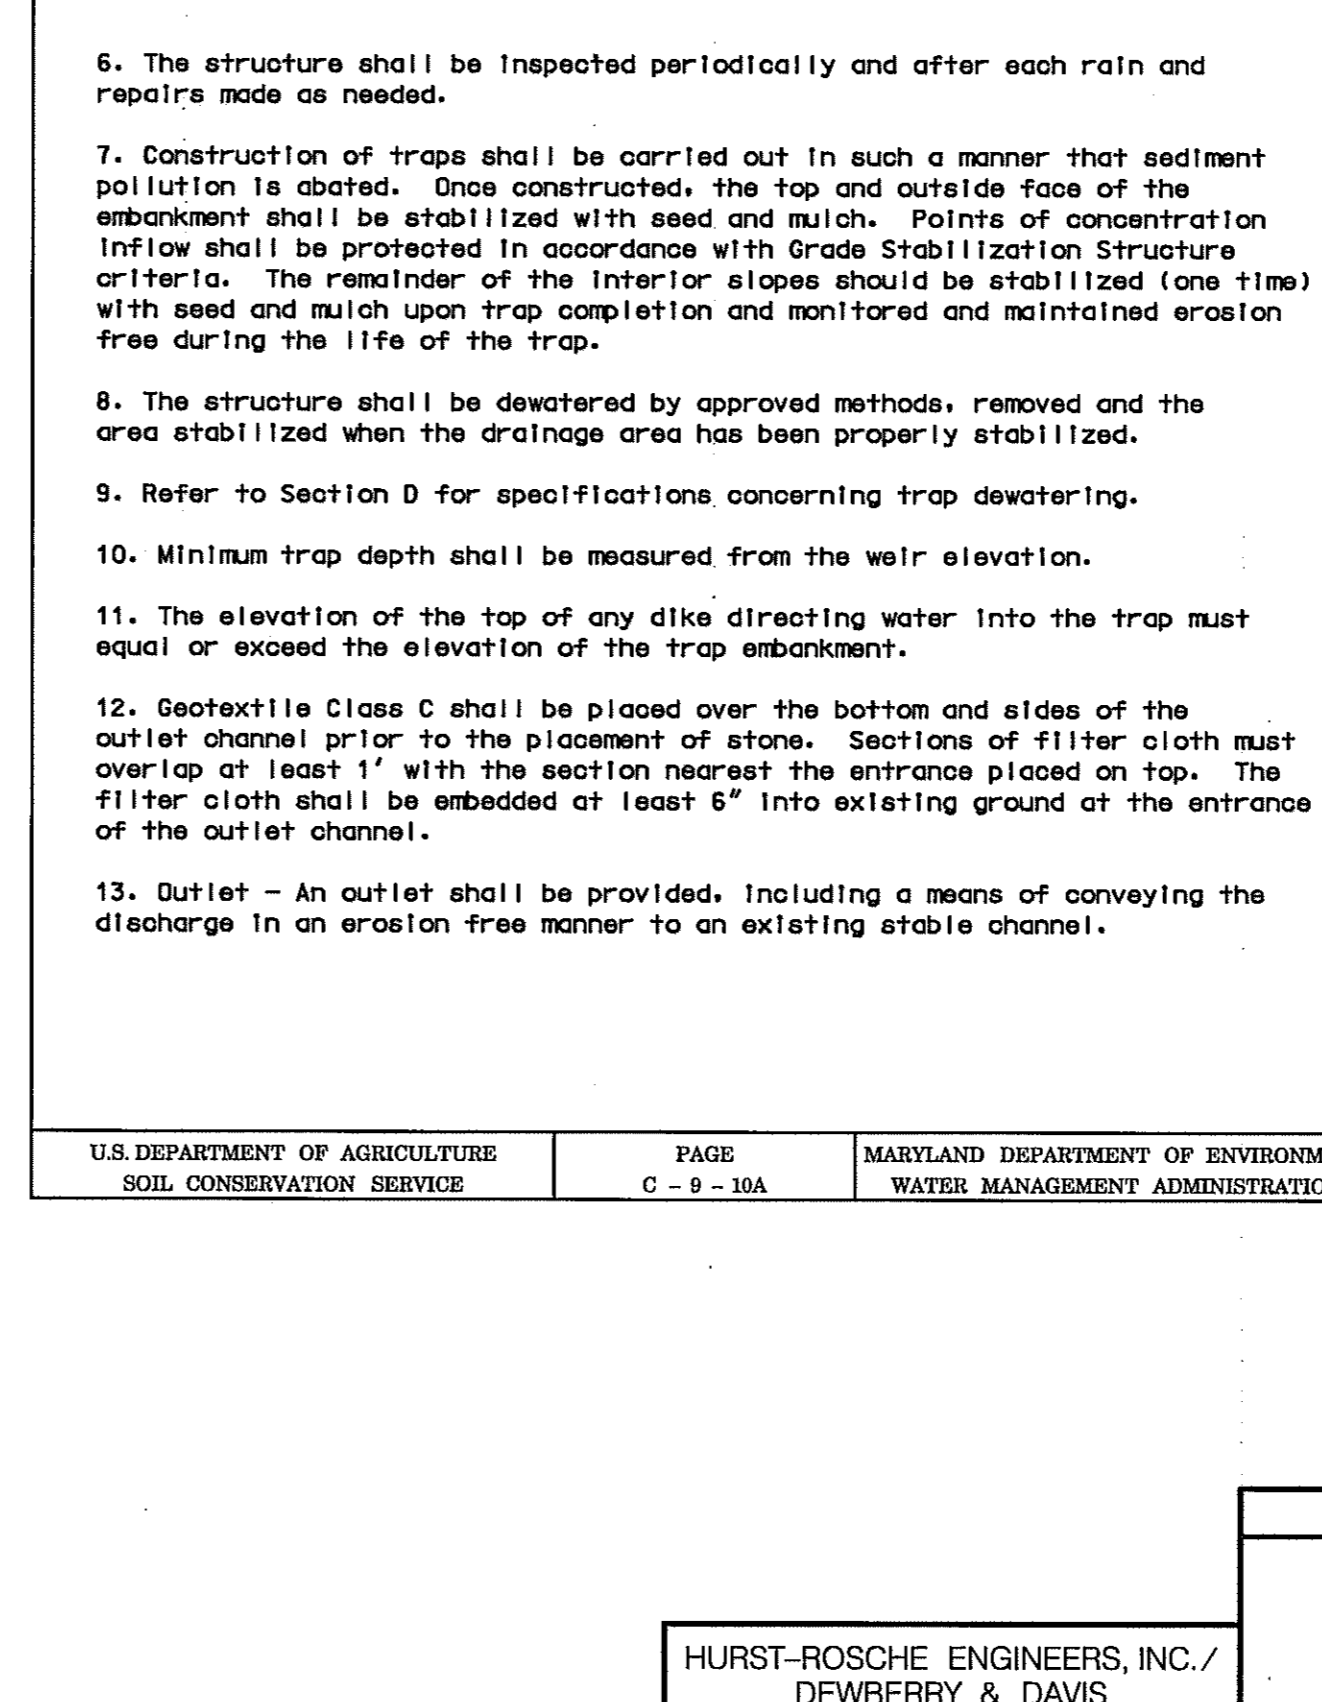 6. The structure shall be inspected periodically and after each rain and
repairs made as needed.
7. Construction of traps shall be carried out in such a manner that sediment
pollution is abated. Once constructed, the top and outside face of the
embankment shall be stabilized with seed and mulch. Points of concentration
inflow shall be protected in accordance with Grade Stabilization Structure
criteria. The remainder of the interior slopes should be stabilized (one time)
with seed and mulch upon trap completion and monitored and maintained erosion
free during the life of the trap.
8. The structure shall be dewatered by approved methods, removed and the
area stabilized when the drainage area has been properly stabilized.
9. Refer to Section D for specifications concerning trap dewatering.
10. Minimum trap depth shall be measured from the weir elevation.
11. The elevation of the top of any dike directing water into the trap must
equal or exceed the elevation of the trap embankment.
12. Geotextile Class C shall be placed over the bottom and sides of the
outlet channel prior to the placement of stone. Sections of filter cloth must
overlap at least 1' with the section nearest the entrance placed on top. The
filter cloth shall be embedded at least 6" into existing ground at the entrance
of the outlet channel.
13. Outlet – An outlet shall be provided, including a means of conveying the
discharge in an erosion free manner to an existing stable channel.
U.S. DEPARTMENT OF AGRICULTURE
SOIL CONSERVATION SERVICE
PAGE
C – 9 – 10A
MARYLAND DEPARTMENT OF ENVIRONM
WATER MANAGEMENT ADMINISTRATIO
HURST–ROSCHE ENGINEERS, INC./
DEWBERRY & DAVIS